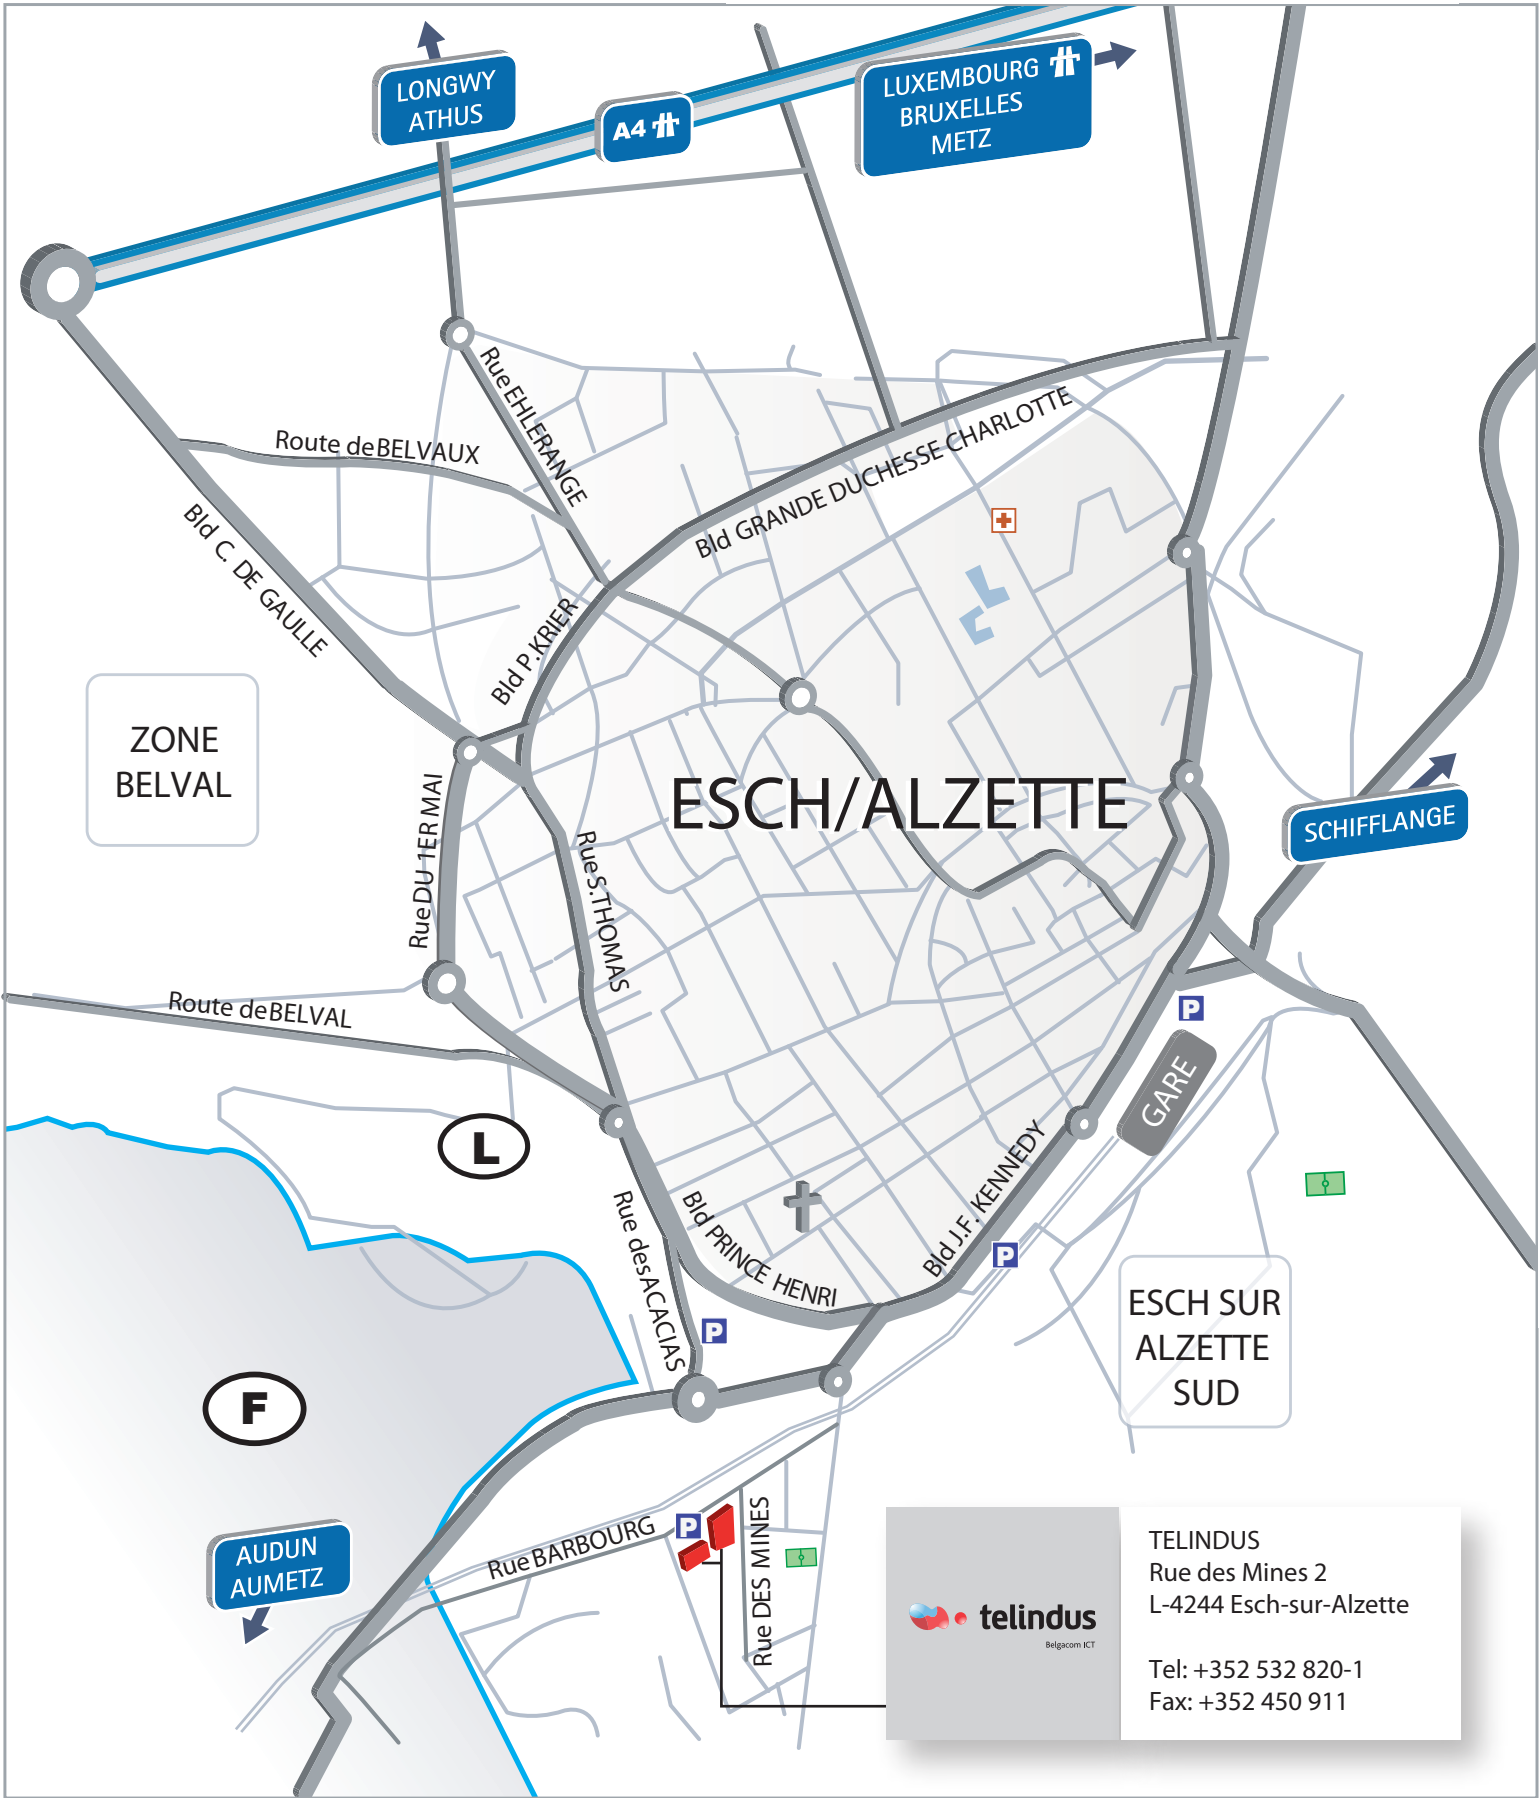 LONGWY
ATHUS
A4
LUXEMBOURG
BRUXELLES
METZ
Rue EHLERANGE
Route de BELVAUX
Bld GRANDE DUCHESSE CHARLOTTE
Bld C. DE GAULLE
Bld P. KRIER
ZONE
BELVAL
ESCH/ALZETTE
SCHIFFLANGE
Rue DU 1ER MAI
Rue S. THOMAS
Route de BELVAL
P
GARE
L
Bld J.F. KENNEDY
Rue des ACACIAS
Bld PRINCE HENRI
P
P
ESCH SUR
ALZETTE
SUD
F
AUDUN
AUMETZ
Rue BARBOURG
P
Rue DES MINES
telindus
Belgacom ICT
TELINDUS
Rue des Mines 2
L-4244 Esch-sur-Alzette
Tel: +352 532 820-1
Fax: +352 450 911